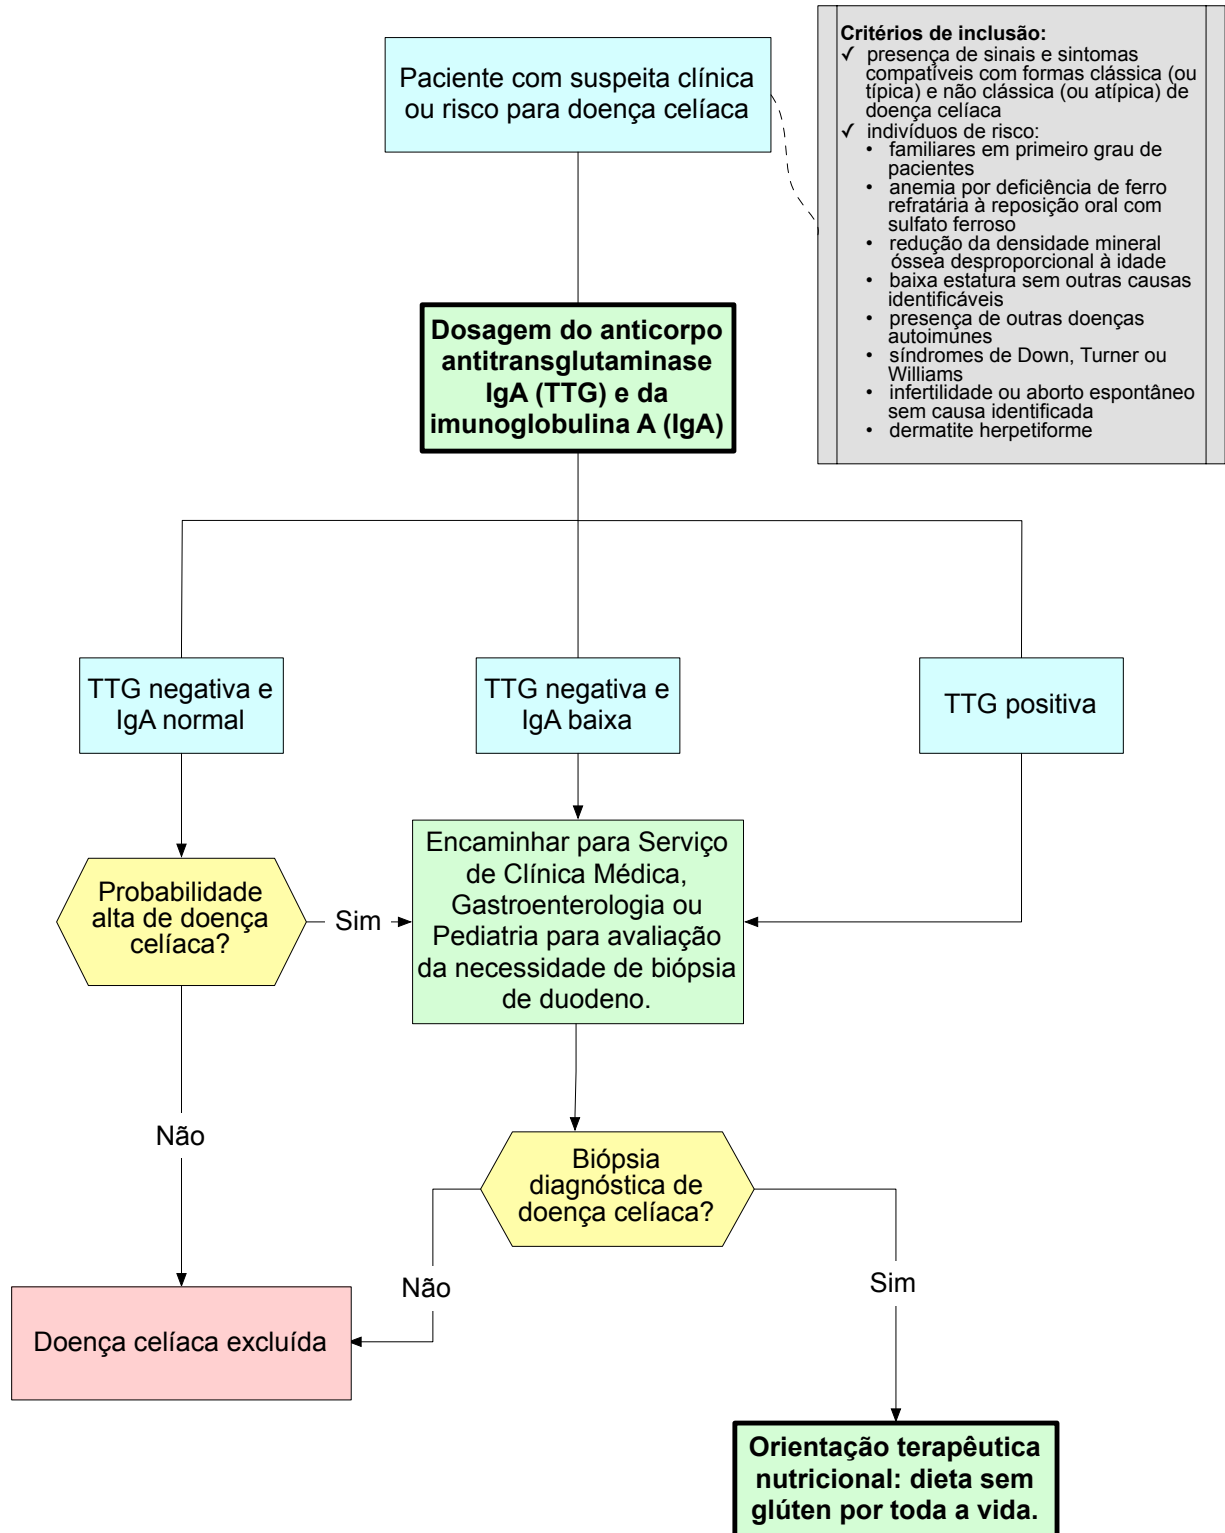 Paciente com suspeita clínica
ou risco para doença celíaca
Critérios de inclusão:
✓ presença de sinais e sintomas
compatíveis com formas clássica (ou
típica) e não clássica (ou atípica) de
doença celíaca
✓ indivíduos de risco:
• familiares em primeiro grau de
pacientes
• anemia por deficiência de ferro
refratária à reposição oral com
sulfato ferroso
• redução da densidade mineral
óssea desproporcional à idade
• baixa estatura sem outras causas
identificáveis
• presença de outras doenças
autoimunes
• síndromes de Down, Turner ou
Williams
• infertilidade ou aborto espontâneo
sem causa identificada
• dermatite herpetiforme
Dosagem do anticorpo
antitransglutaminase
IgA (TTG) e da
imunoglobulina A (IgA)
TTG negativa e
IgA normal
TTG negativa e
IgA baixa
TTG positiva
Probabilidade
alta de doença
celíaca?
Sim
Encaminhar para Serviço
de Clínica Médica,
Gastroenterologia ou
Pediatria para avaliação
da necessidade de biópsia
de duodeno.
Não
Biópsia
diagnóstica de
doença celíaca?
Não
Sim
Doença celíaca excluída
Orientação terapêutica
nutricional: dieta sem
glúten por toda a vida.